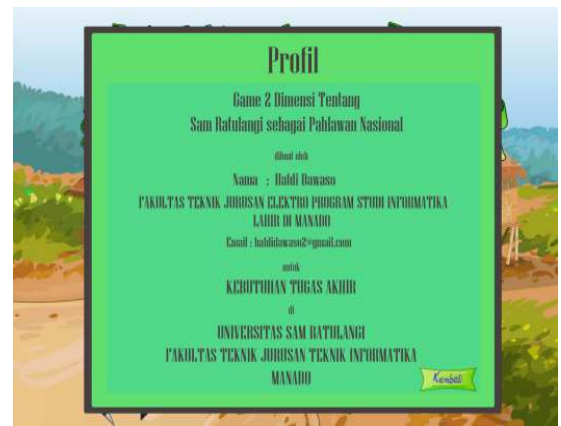 Profil
Game 2 Dimensi Tentang
Sam Ratulangi sebagai Pahlawan Nasional
dibuat oleh
Nama : Haldi Dawaso
FAKULTAS TEKNIK JURUSAN ELEKTRO PROGRAM STUDI INFORMATIKA
LAHIR DI MANADO
Email : haldidawaso2@gmail.com
untuk
KEBUTUHAN TUGAS AKHIR
di
UNIVERSITAS SAM RATULANGI
FAKULTAS TEKNIK JURUSAN TEKNIK INFORMATIKA
MANADO
Kembali